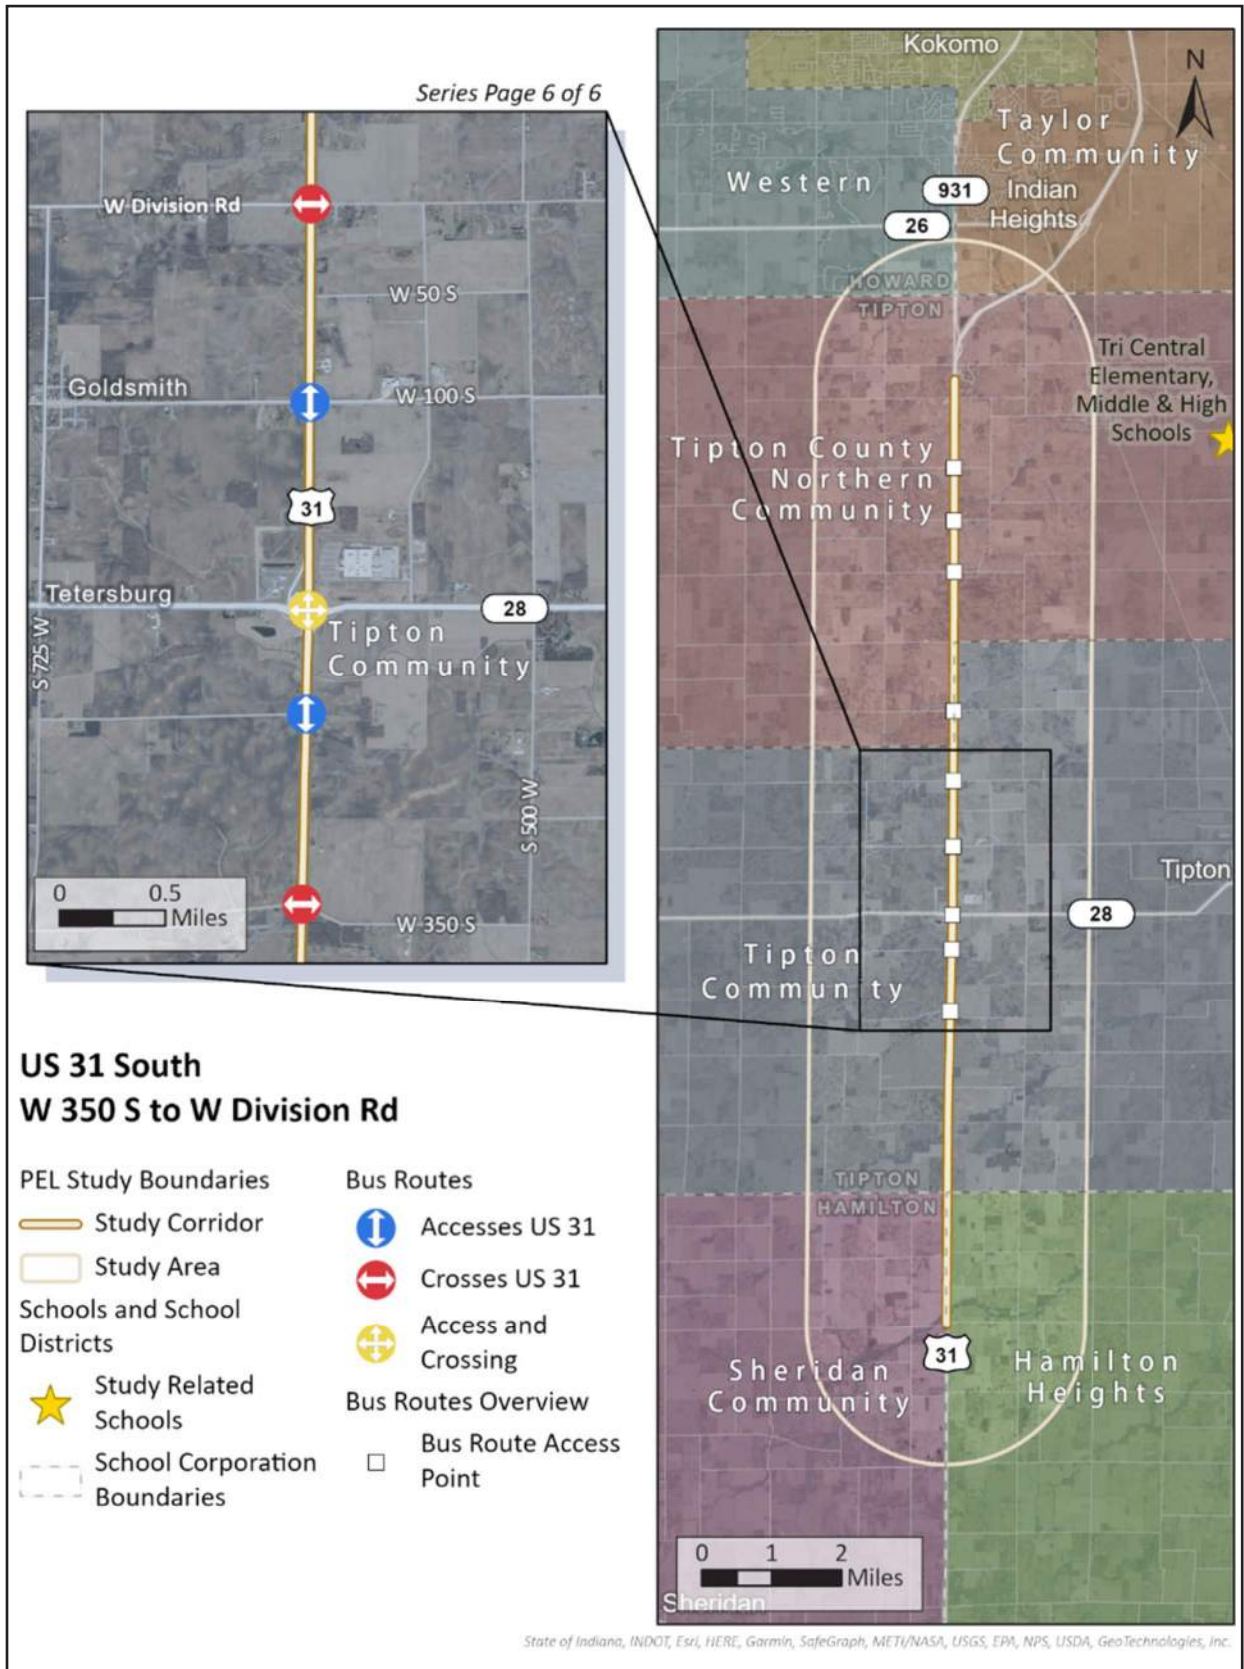 Series Page 6 of 6
W Division Rd
W 50 S
Goldsmith
W 100 S
31
Tetersburg
28
Tipton
Community
S 725 W
S 500 W
W 350 S
0 0.5
Miles
Kokomo
N
Taylor
Community
Western
931
Indian
Heights
26
HOWARD
TIPTON
Tri Central
Elementary,
Middle & High
Schools
Tipton County
Northern
Community
Tipton
28
Tipton
Community
TIPTON
HAMILTON
31
Sheridan
Community
Hamilton
Heights
0 1 2
Miles
Sheridan
US 31 South
W 350 S to W Division Rd
PEL Study Boundaries
Study Corridor
Study Area
Schools and School
Districts
Study Related
Schools
School Corporation
Boundaries
Bus Routes
Accesses US 31
Crosses US 31
Access and
Crossing
Bus Routes Overview
Bus Route Access
Point
State of Indiana, INDOT, Esri, HERE, Garmin, SafeGraph, METI/NASA, USGS, EPA, NPS, USDA, GeoTechnologies, Inc.